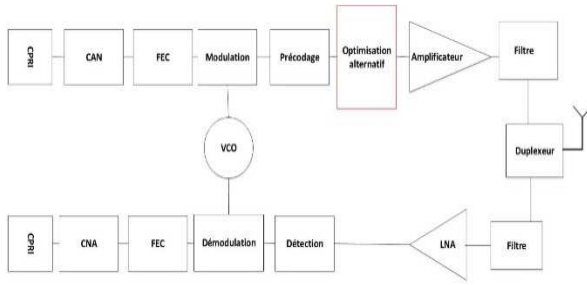 CPRI
CAN
FEC
Modulation
Précodage
Optimisation
alternatif
Amplificateur
Filtre
VCO
Duplexeur
CPRI
CNA
FEC
Démodulation
Détection
LNA
Filtre